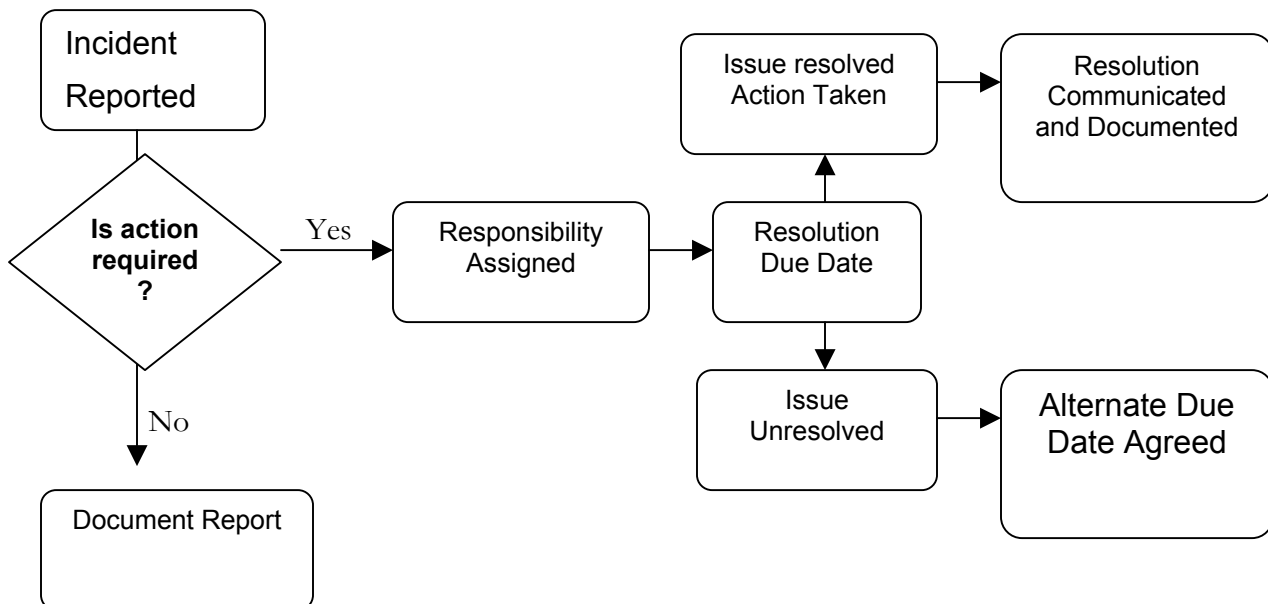 Incident
Reported
Is action
required
?
Yes
No
Document Report
Responsibility
Assigned
Resolution
Due Date
Issue resolved
Action Taken
Resolution
Communicated
and Documented
Issue
Unresolved
Alternate Due
Date Agreed